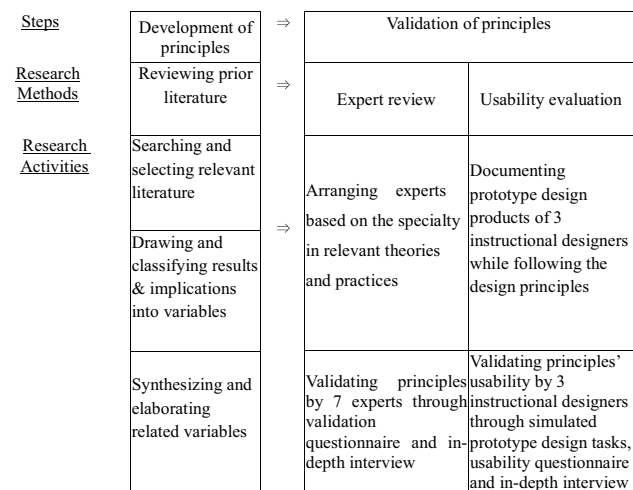 Steps
Development of
principles
⇒
Validation of principles
Research
Methods
Reviewing prior
literature
⇒
Expert review
Usability evaluation
Research
Activities
Searching and
selecting relevant
literature
Drawing and
classifying results
& implications
into variables
Synthesizing and
elaborating
related variables
⇒
Arranging experts
based on the specialty
in relevant theories
and practices
Validating principles
by 7 experts through
validation
questionnaire and in-
depth interview
Documenting
prototype design
products of 3
instructional designers
while following the
design principles
Validating principles’
usability by 3
instructional designers
through simulated
prototype design tasks,
usability questionnaire
and in-depth interview